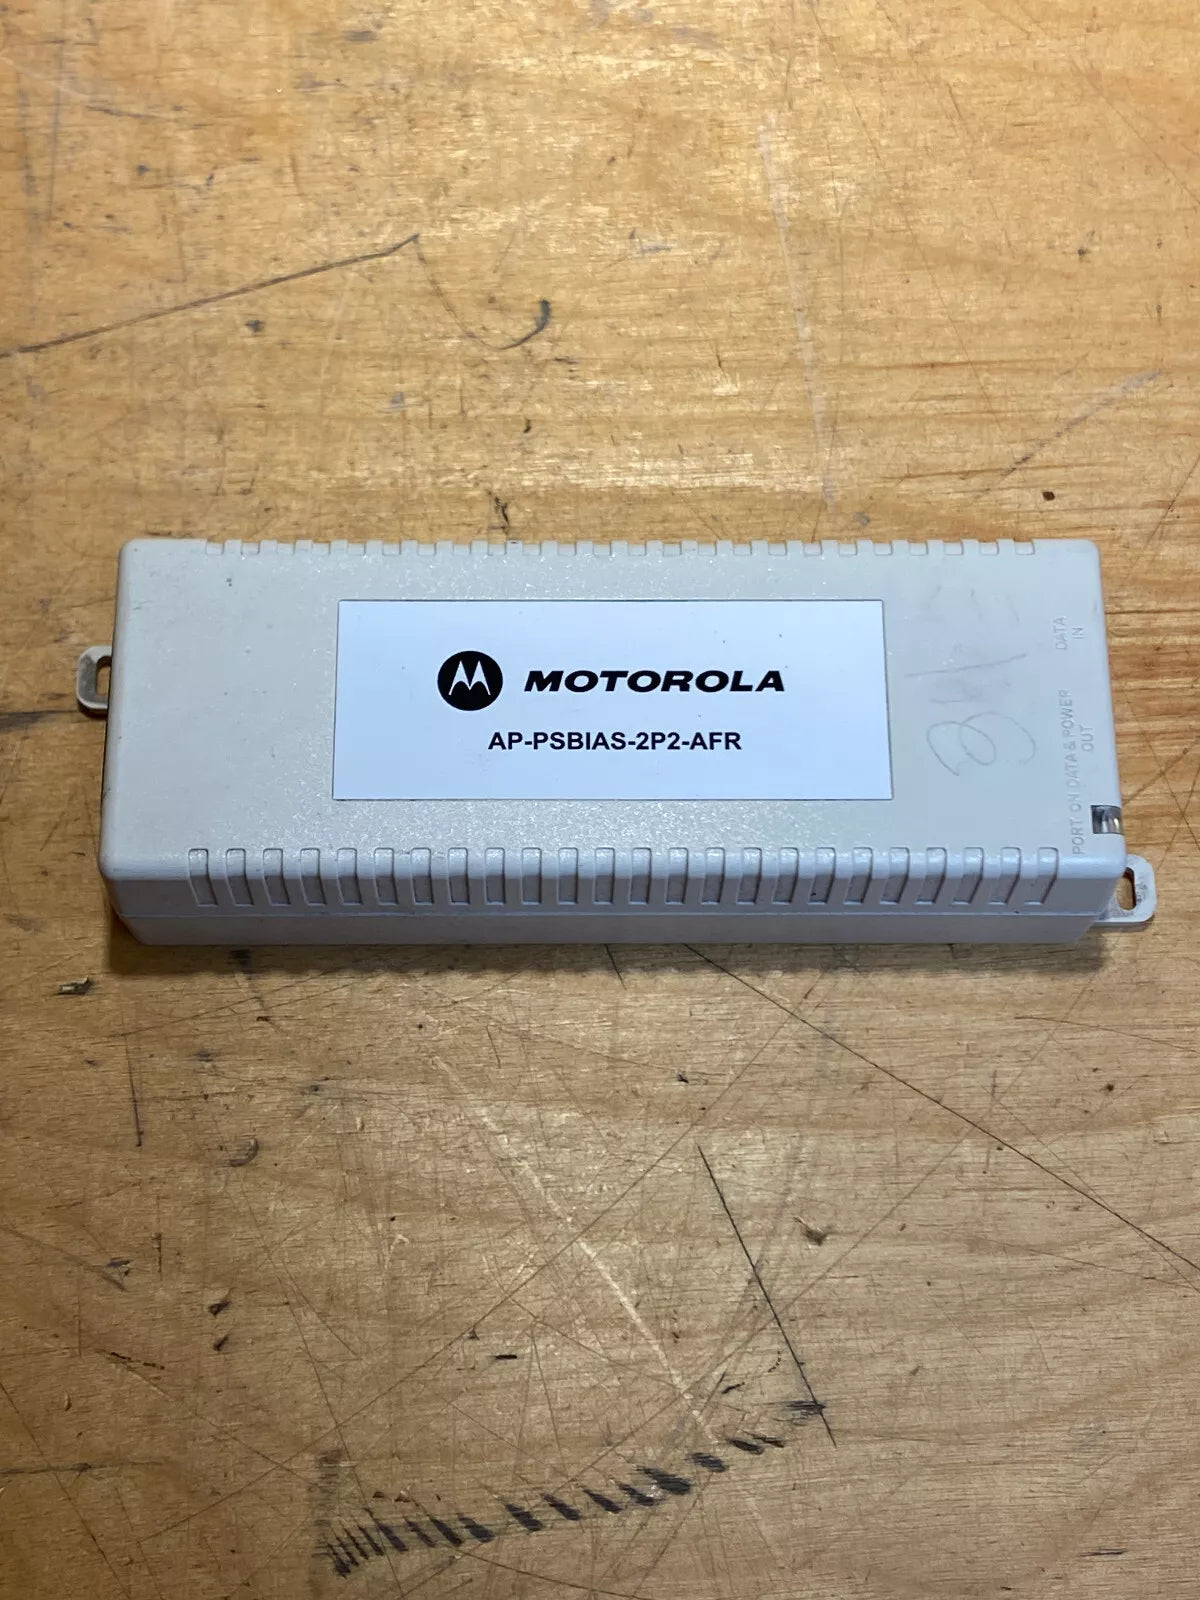 MOTOROLA
AP-PSBIAS-2P2-AFR
DATA
IN
PORT ON DATA & POWER
OUT